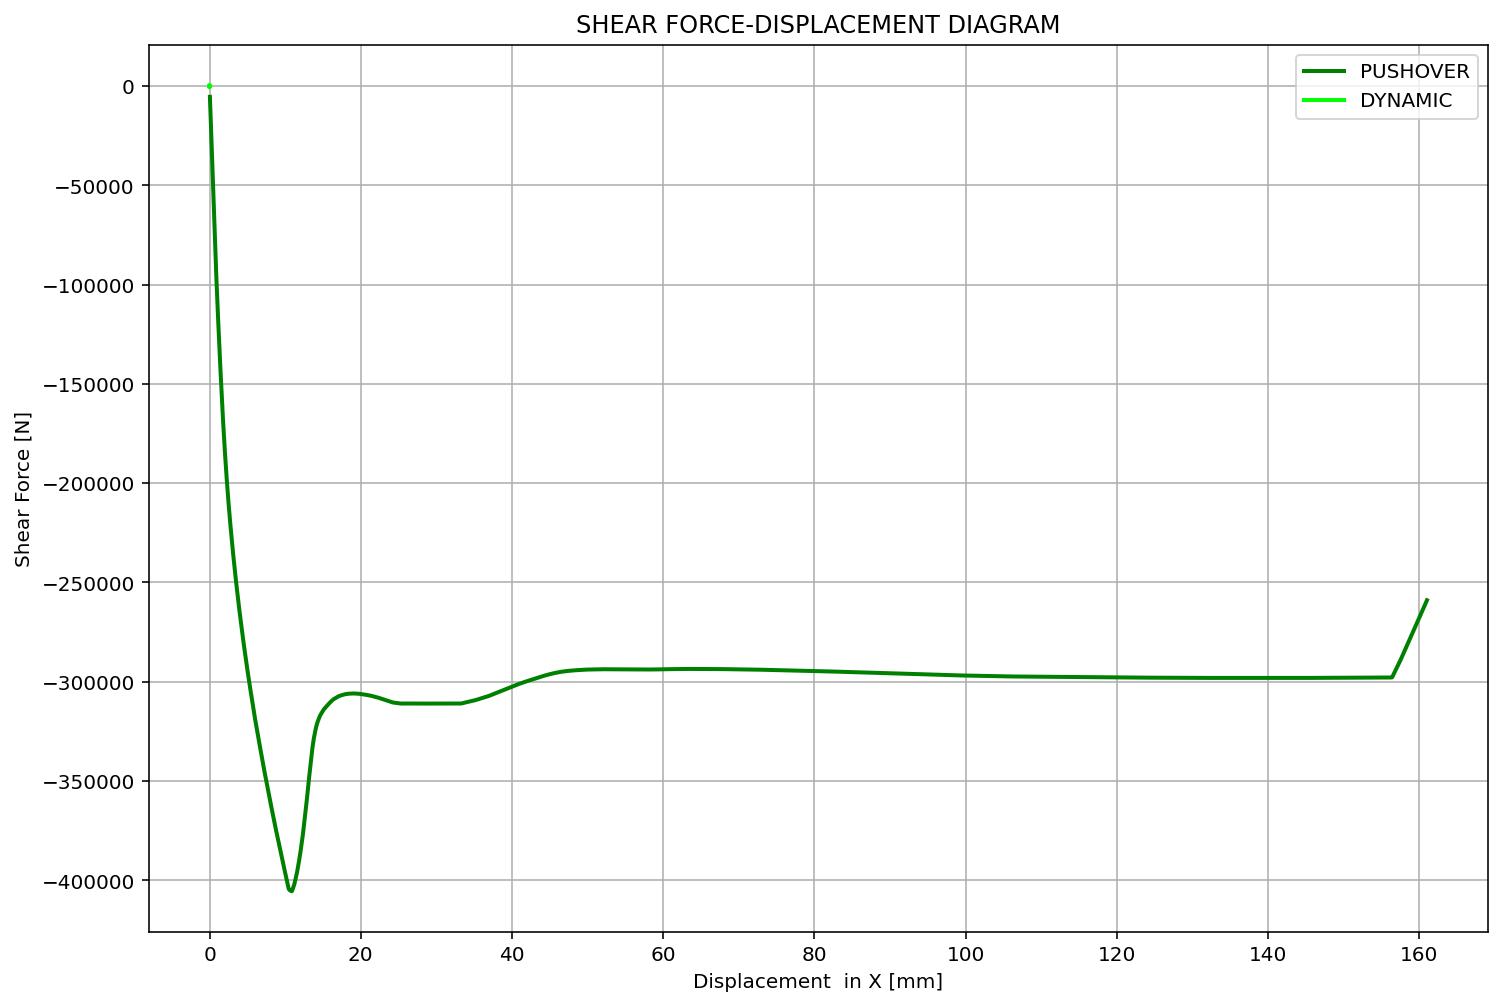 SHEAR FORCE-DISPLACEMENT DIAGRAM
PUSHOVER
DYNAMIC
0
−50000
−100000
−150000
−200000
−250000
−300000
−350000
−400000
Shear Force [N]
0 20 40 60 80 100 120 140 160
Displacement  in X [mm]